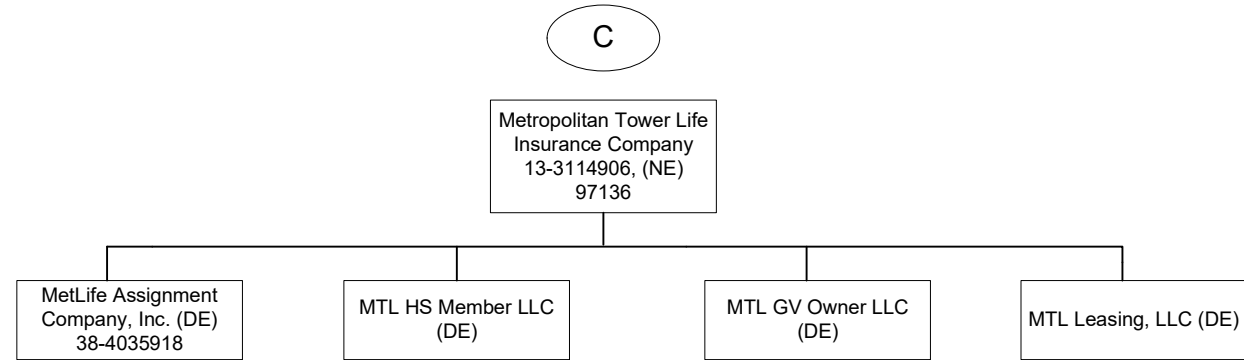 C
Metropolitan Tower Life
Insurance Company
13-3114906, (NE)
97136
MetLife Assignment
Company, Inc. (DE)
38-4035918
MTL HS Member LLC
(DE)
MTL GV Owner LLC
(DE)
MTL Leasing, LLC (DE)